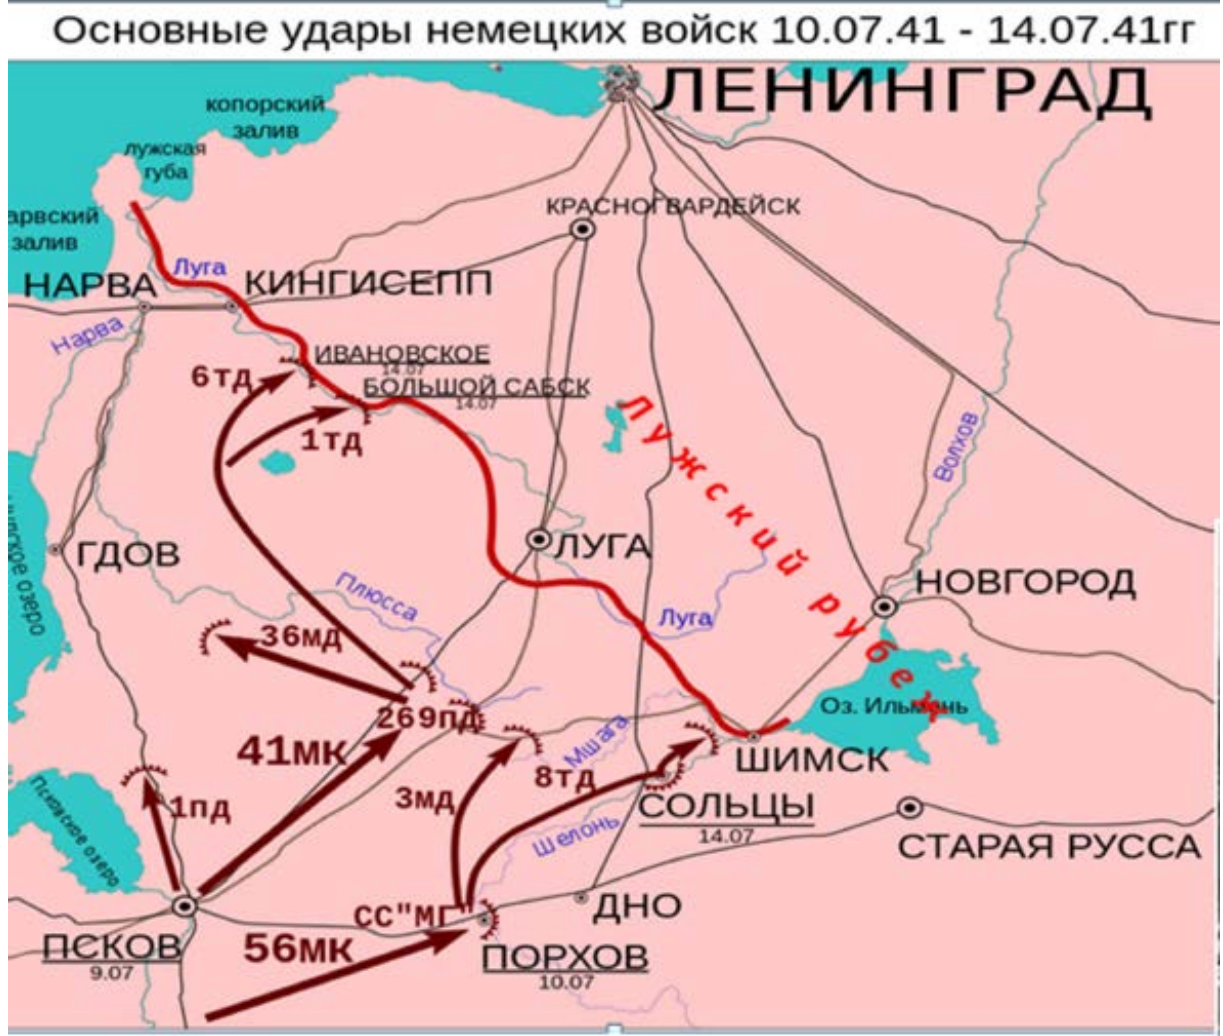 Основные удары немецких войск 10.07.41 - 14.07.41гг
ЛЕНИНГРАД
копорский
залив
лужская
губа
КРАСНОГВАРДЕЙСК
арвский
залив
Луга
НАРВА
КИНГИСЕПП
Нарва
ИВАНОВСКОЕ
14.07
6тд
БОЛЬШОЙ САБСК
14.07
1тд
Лужский рубеж
Волхов
ГДОВ
ЛУГА
НОВГОРОД
Плюсса
Луга
36мд
269пд
Оз. Ильмень
41мк
Мшага
ШИМСК
8тд
1пд
3мд
СОЛЬЦЫ
14.07
Псковское озеро
Шелонь
СТАРАЯ РУССА
ДНО
СС"МГ"
ПСКОВ
9.07
56мк
ПОРХОВ
10.07
озеро